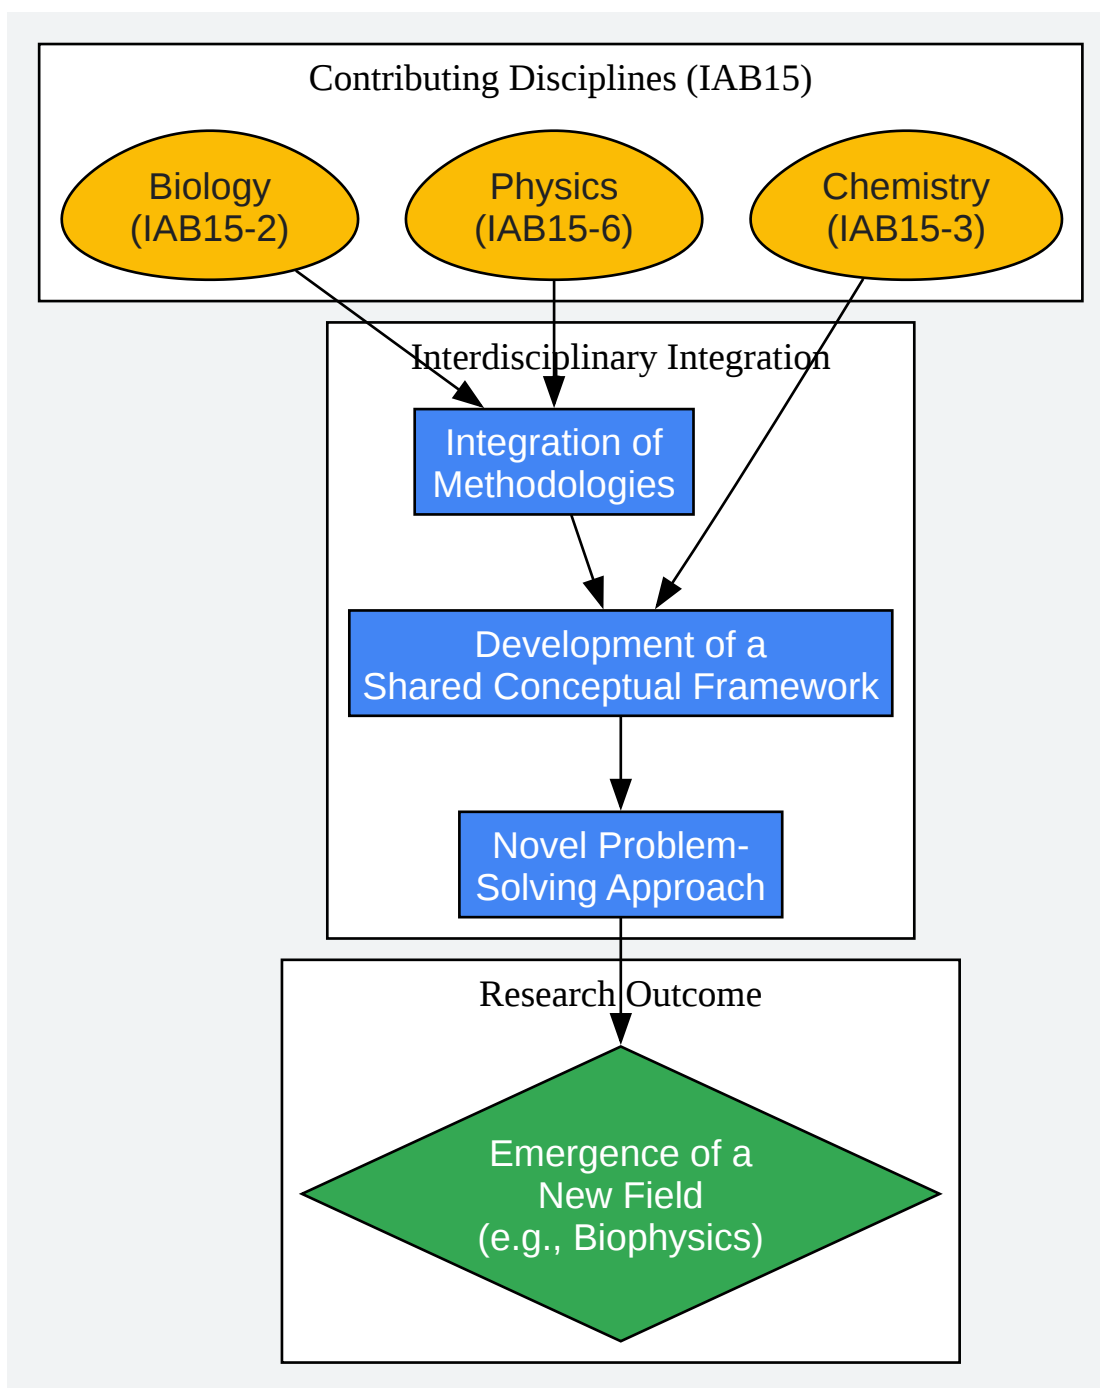 Contributing Disciplines (IAB15)
Biology
(IAB15-2)
Physics
(IAB15-6)
Chemistry
(IAB15-3)
Interdisciplinary Integration
Integration of
Methodologies
Development of a
Shared Conceptual Framework
Novel Problem-
Solving Approach
Research Outcome
Emergence of a
New Field
(e.g., Biophysics)